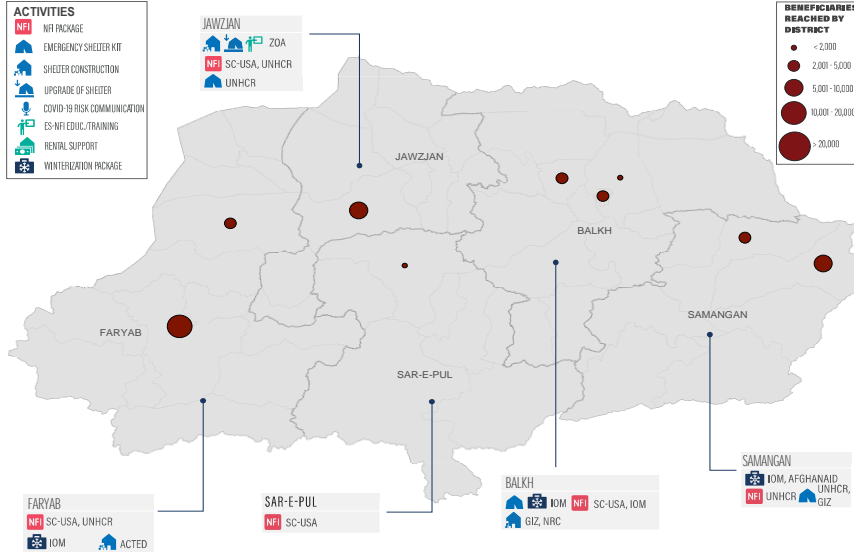 ACTIVITIES
NFI NFI PACKAGE
EMERGENCY SHELTER KIT
SHELTER CONSTRUCTION
UPGRADE OF SHELTER
COVID-19 RISK COMMUNICATION
ES-NFI EDUC./TRAINING
RENTAL SUPPORT
WINTERIZATION PACKAGE
JAWZJAN
ZOA
NFI SC-USA, UNHCR
UNHCR
BENEFICIARIES
REACHED BY
DISTRICT
< 2,000
2,001 - 5,000
5,001 - 10,000
10,001 - 20,000
> 20,000
JAWZJAN
BALKH
SAMANGAN
FARYAB
SAR-E-PUL
FARYAB
NFI SC-USA, UNHCR
IOM ACTED
SAR-E-PUL
NFI SC-USA
BALKH
IOM NFI SC-USA, IOM
GIZ, NRC
SAMANGAN
IOM, AFGHANAID
NFI UNHCR UNHCR,
GIZ